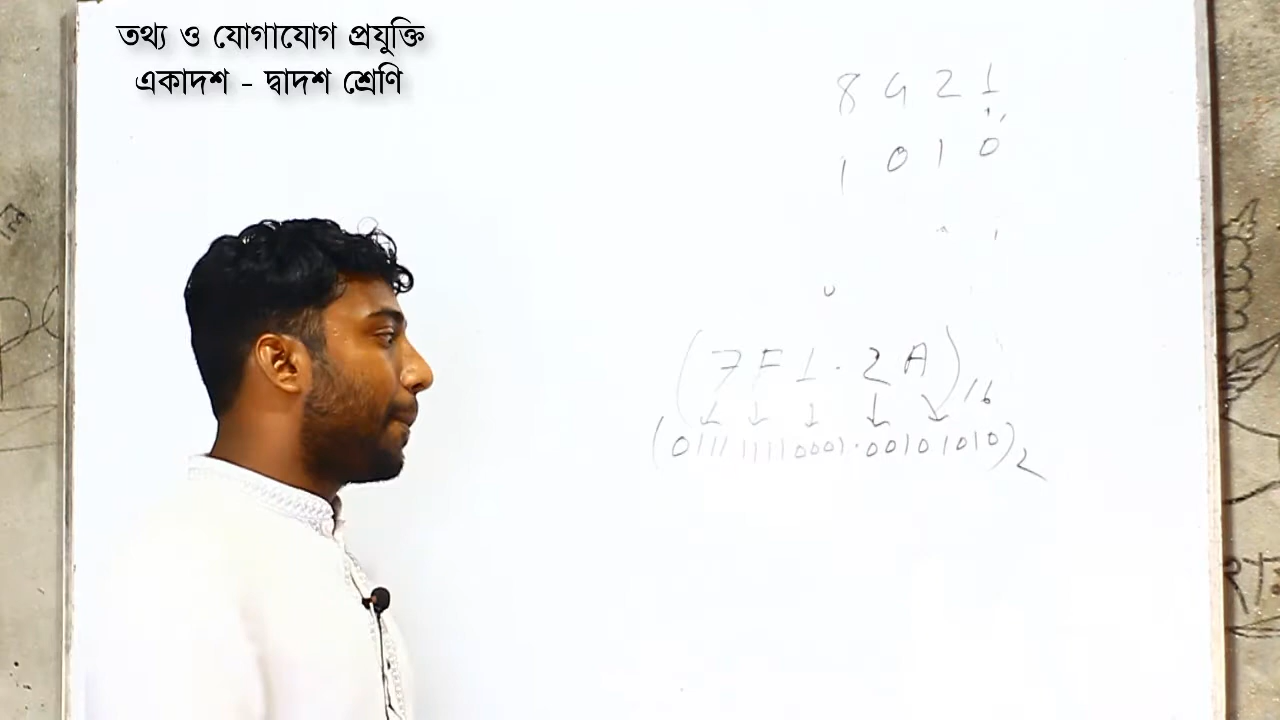 তথ্য ও যোগাযোগ প্রযুক্তি
একাদশ - দ্বাদশ শ্রেণি
8 4 2 1
1 0 1 0
(7F1.2A)16
(011111110001.00101010)2